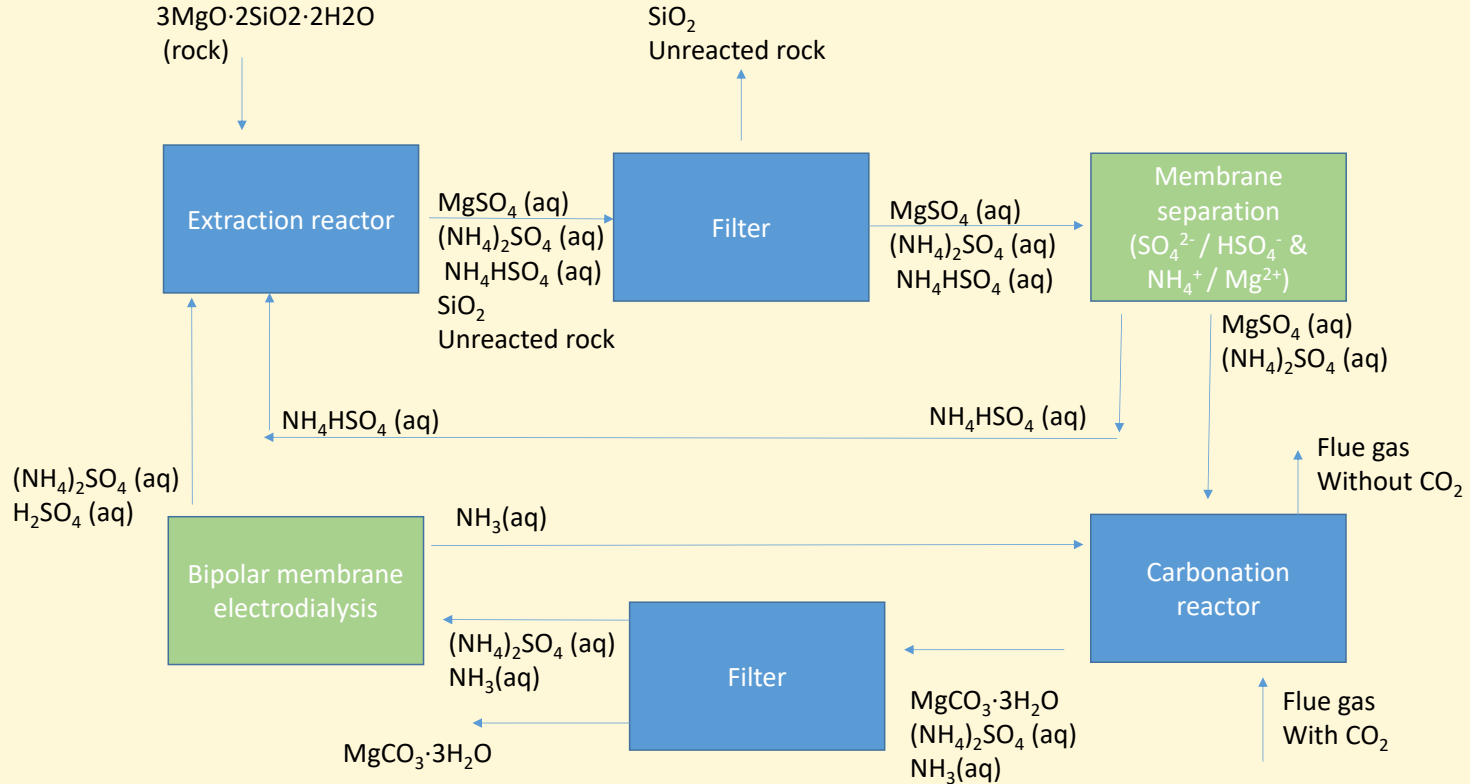 3MgO·2SiO2·2H2O
(rock)
SiO₂
Unreacted rock
Extraction reactor
MgSO₄ (aq)
(NH₄)₂SO₄ (aq)
NH₄HSO₄ (aq)
SiO₂
Unreacted rock
Filter
MgSO₄ (aq)
(NH₄)₂SO₄ (aq)
NH₄HSO₄ (aq)
Membrane
separation
(SO₄²⁻ / HSO₄⁻ &
NH₄⁺ / Mg²⁺)
MgSO₄ (aq)
(NH₄)₂SO₄ (aq)
NH₄HSO₄ (aq)
NH₄HSO₄ (aq)
(NH₄)₂SO₄ (aq)
H₂SO₄ (aq)
Flue gas
Without CO₂
Bipolar membrane
electrodialysis
NH₃(aq)
Carbonation
reactor
(NH₄)₂SO₄ (aq)
NH₃(aq)
Filter
MgCO₃·3H₂O
MgCO₃·3H₂O
(NH₄)₂SO₄ (aq)
NH₃(aq)
Flue gas
With CO₂